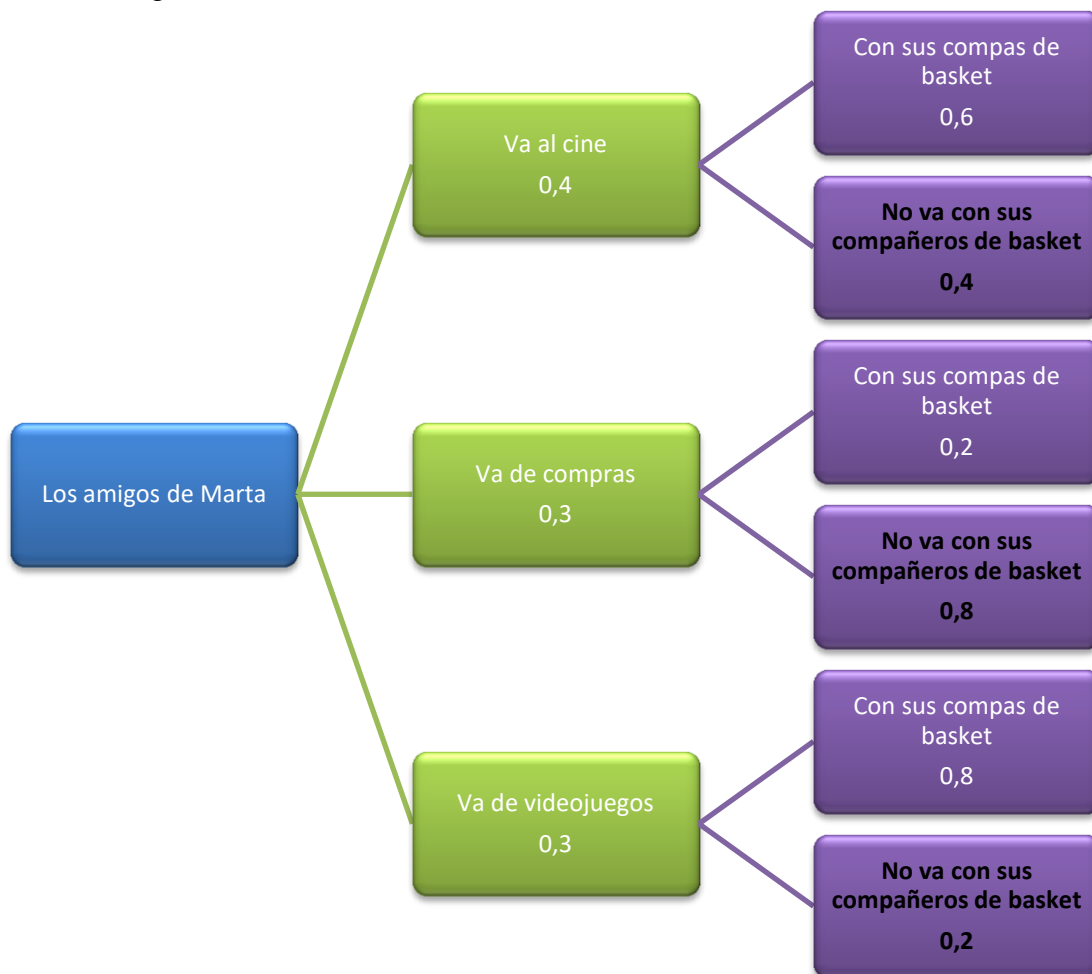 Los amigos de Marta
Va al cine
0,4
Con sus compas de
basket
0,6
No va con sus
compañeros de basket
0,4
Va de compras
0,3
Con sus compas de
basket
0,2
No va con sus
compañeros de basket
0,8
Va de videojuegos
0,3
Con sus compas de
basket
0,8
No va con sus
compañeros de basket
0,2